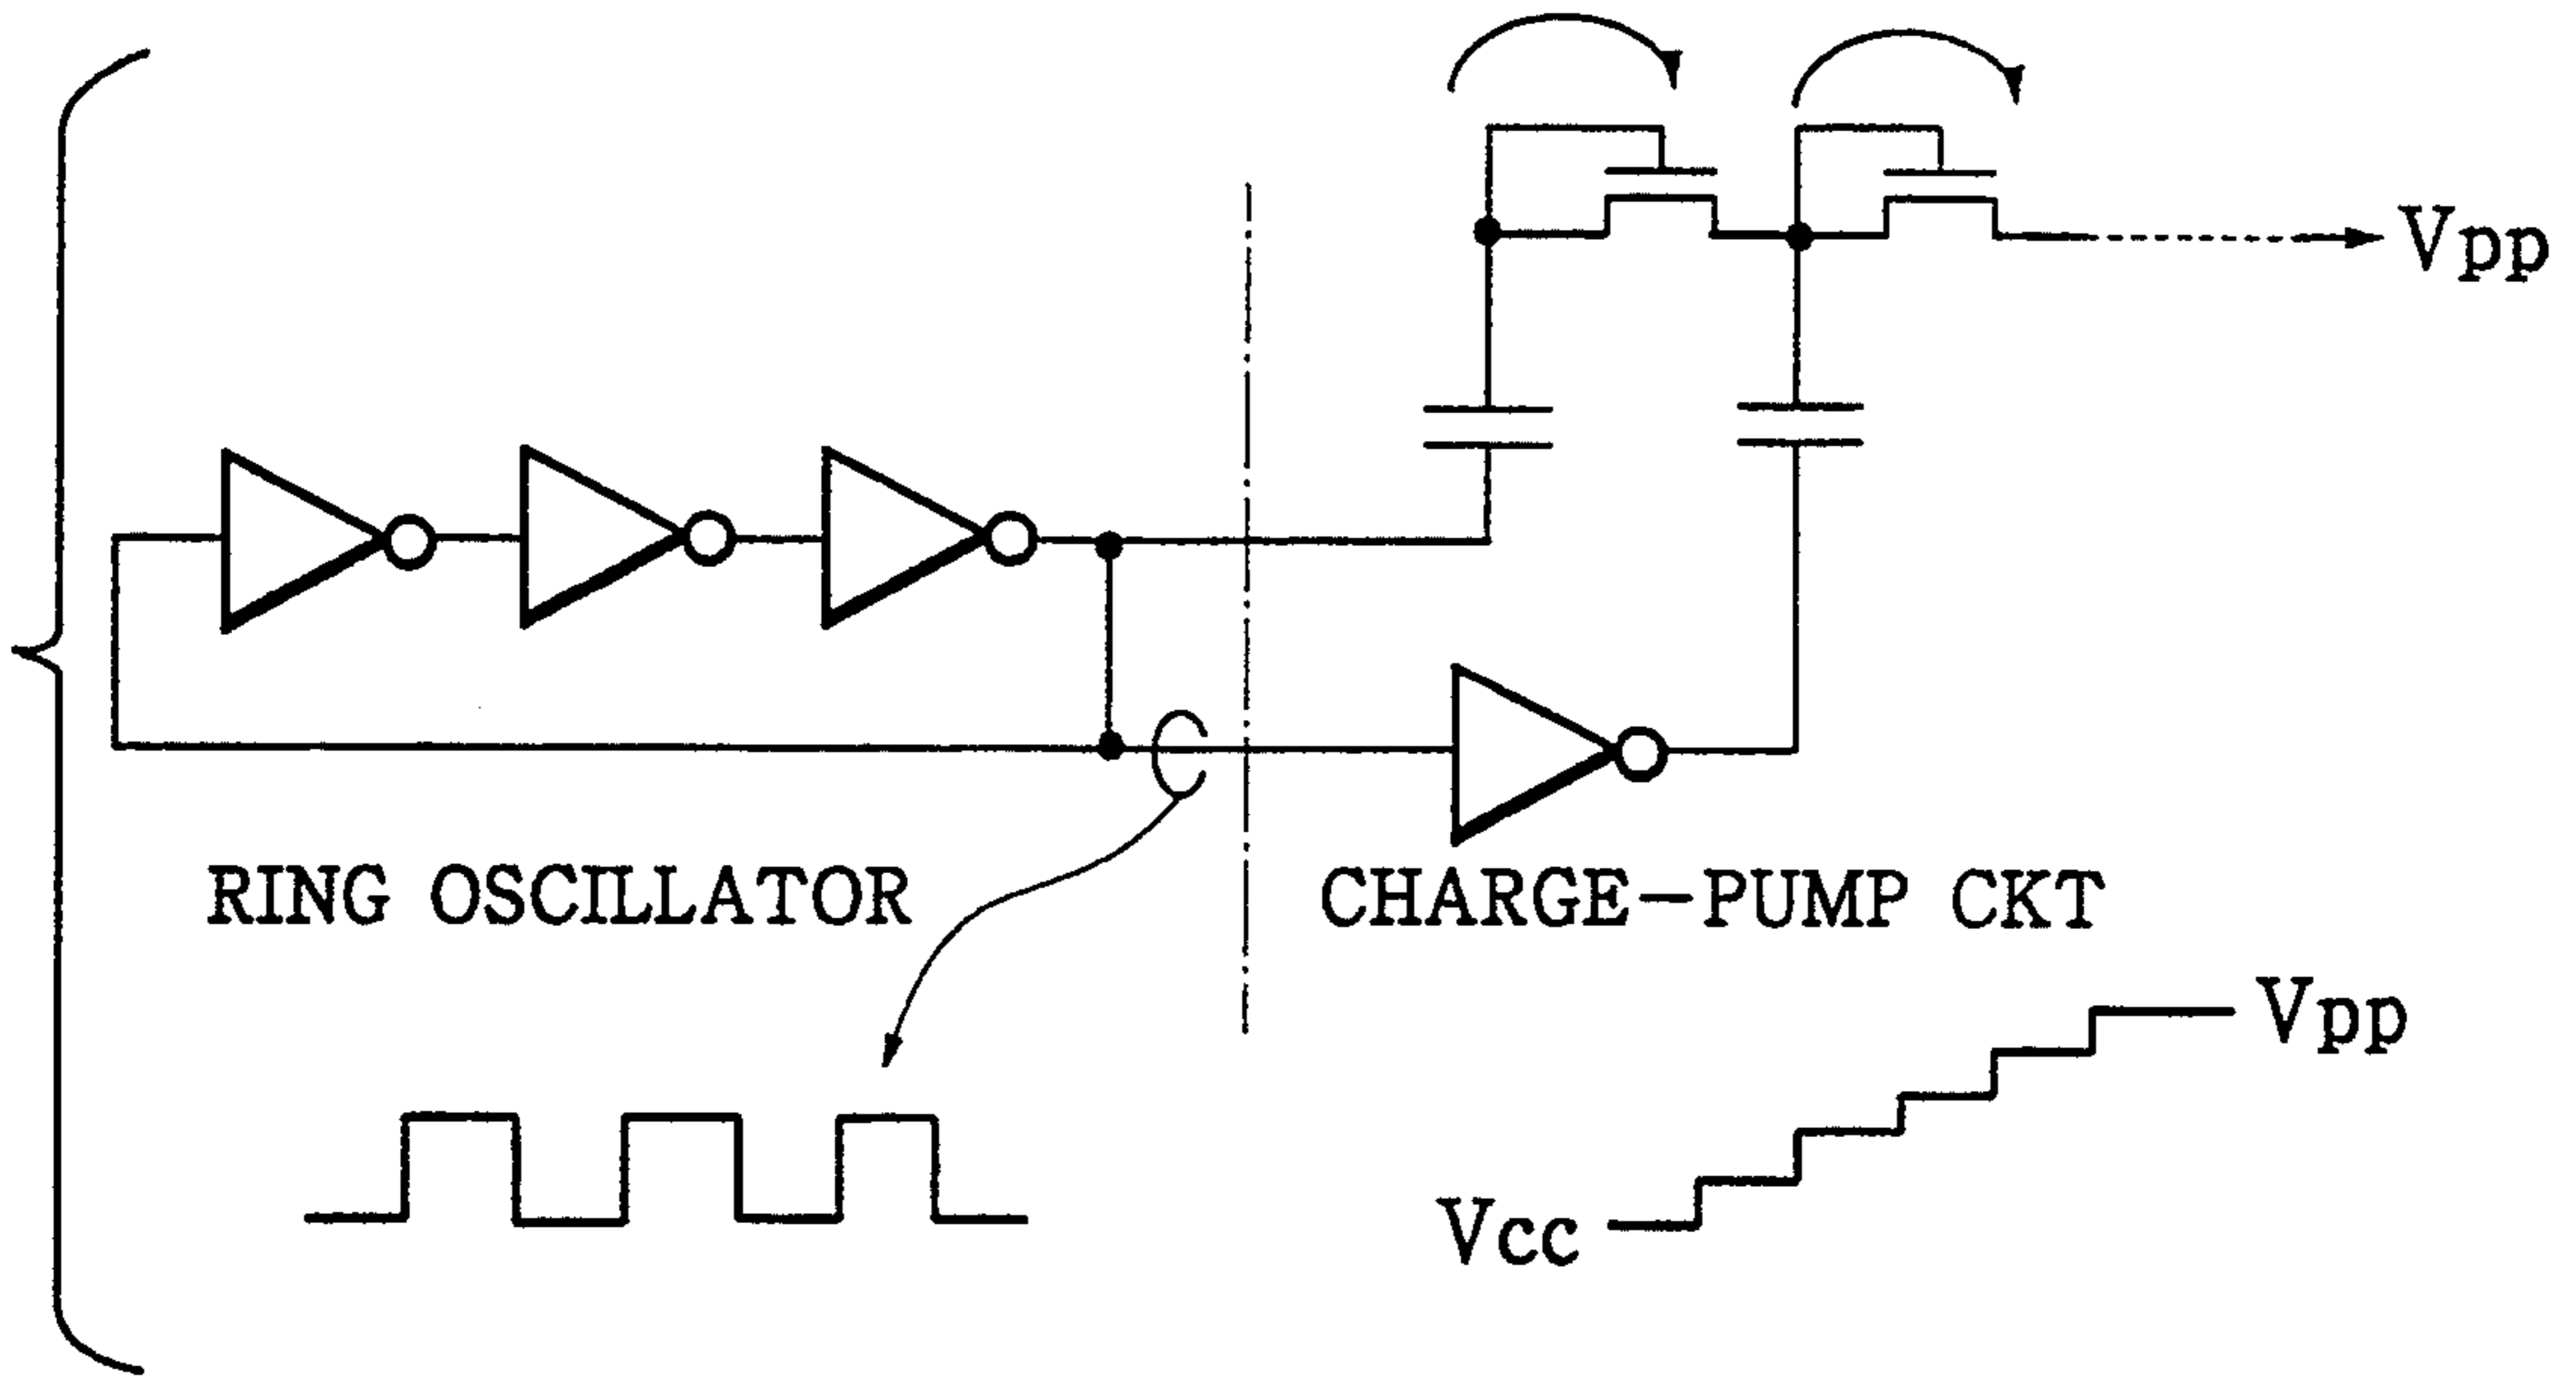 Vpp
RING OSCILLATOR
CHARGE-PUMP CKT
Vpp
Vcc